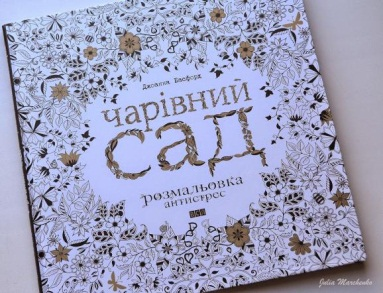 Джоанна Басфорд
ЧАРІВНИЙ
САД
розмальовка
антистрес
Julia Marchenko